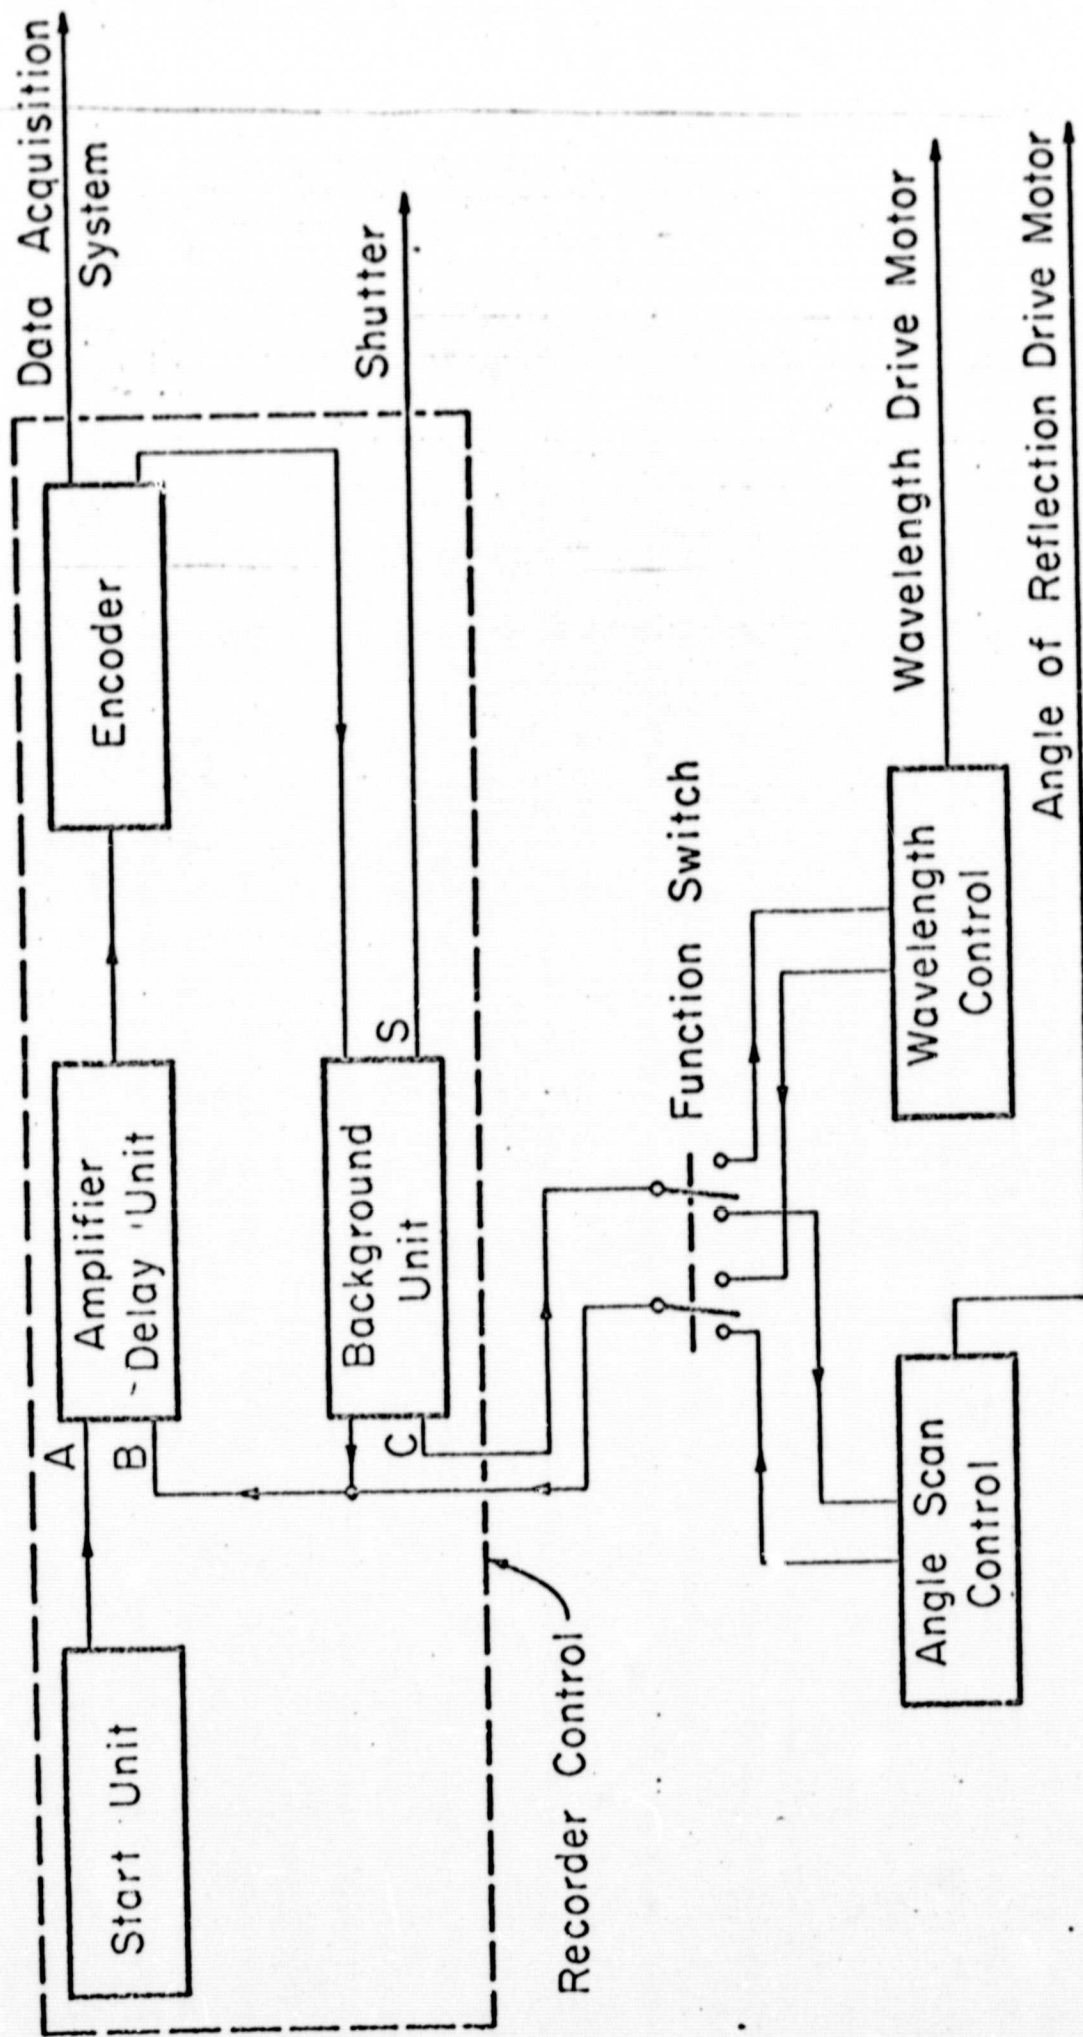 Data Acquisition
System
Start Unit
A
B
Amplifier
-Delay Unit
Encoder
Background
Unit
C
S
Shutter
Recorder Control
Function Switch
Wavelength Drive Motor
Wavelength
Control
Angle of Reflection Drive Motor
Angle Scan
Control